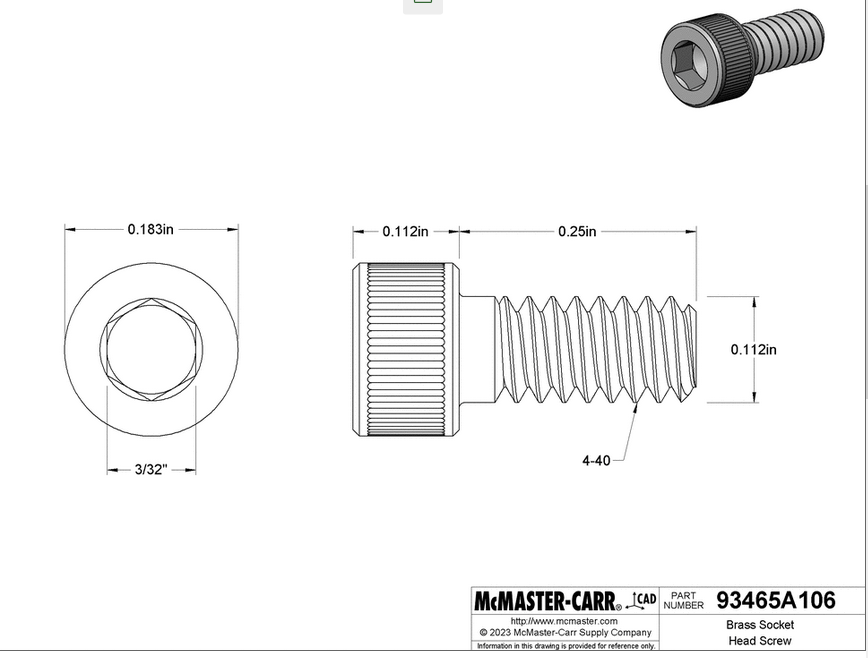 0.183in
0.112in
0.25in
0.112in
4-40
3/32"
McMASTER-CARR® CAD
PART NUMBER
93465A106
http://www.mcmaster.com
© 2023 McMaster-Carr Supply Company
Information in this drawing is provided for reference only.
Brass Socket
Head Screw